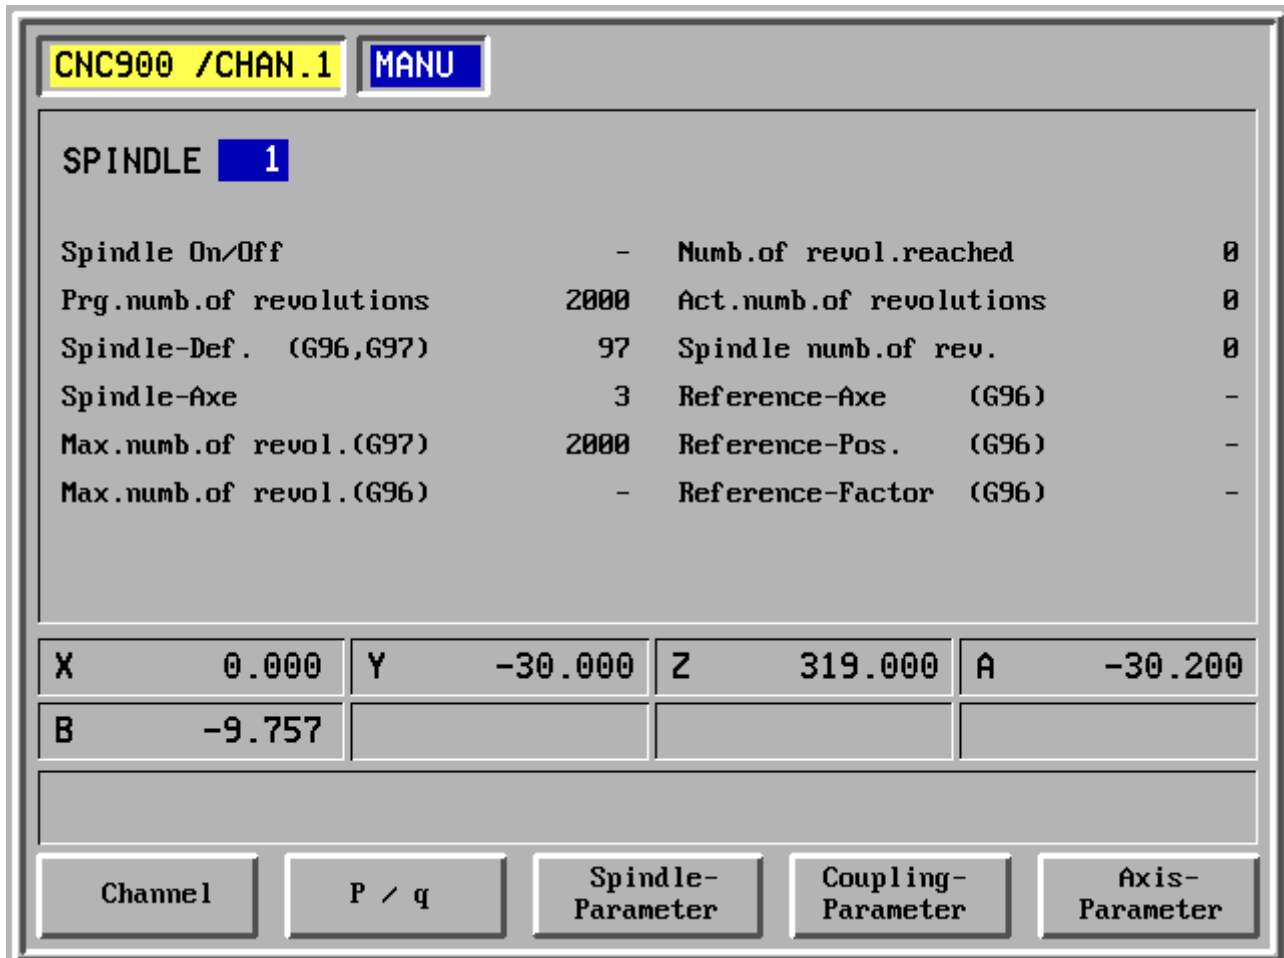 CNC900 /CHAN.1 MANU
SPINDLE 1
Spindle On/Off - Numb.of revol.reached 0
Prg.numb.of revolutions 2000 Act.numb.of revolutions 0
Spindle-Def. (G96,G97) 97 Spindle numb.of rev. 0
Spindle-Axe 3 Reference-Axe (G96) -
Max.numb.of revol.(G97) 2000 Reference-Pos. (G96) -
Max.numb.of revol.(G96) - Reference-Factor (G96) -
X 0.000 Y -30.000 Z 319.000 A -30.200
B -9.757
Channel P / q Spindle- Coupling- Axis-
Parameter Parameter Parameter